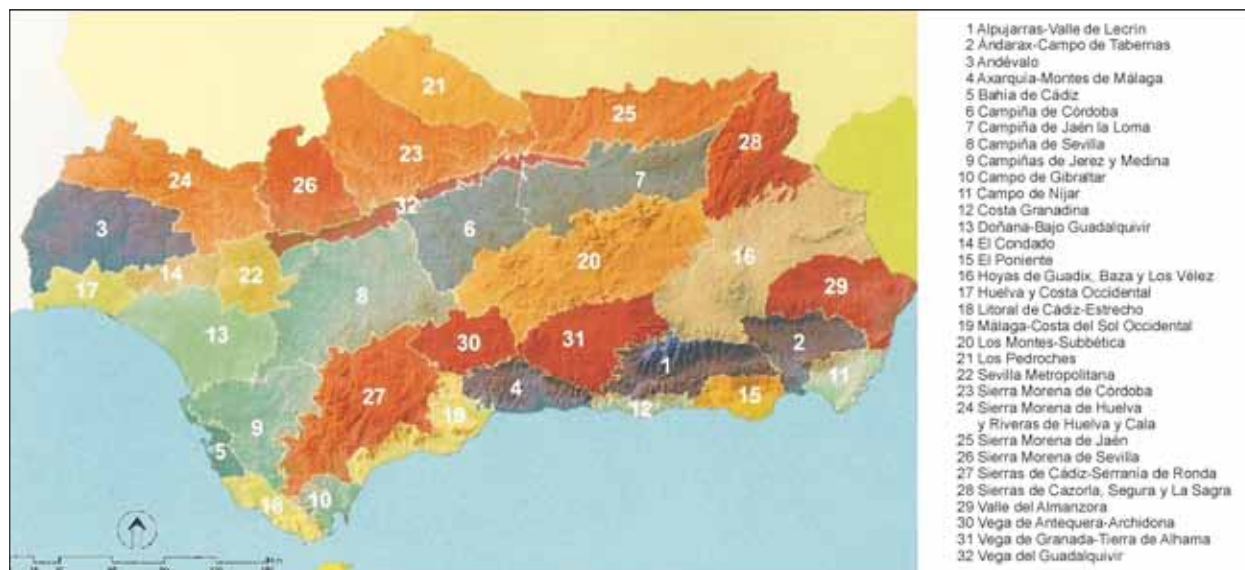 21
25
28
23
24
26
7
32
3
6
16
20
14
22
17
8
29
13
2
30
31
1
11
27
4
15
19
12
9
5
10
18
1 Alpujarras-Valle de Lecrín
2 Andarax-Campo de Tabernas
3 Andévalo
4 Axarquía-Montes de Málaga
5 Bahía de Cádiz
6 Campiña de Córdoba
7 Campiña de Jaén la Loma
8 Campiña de Sevilla
9 Campiñas de Jerez y Medina
10 Campo de Gibraltar
11 Campo de Níjar
12 Costa Granadina
13 Doñana-Bajo Guadalquivir
14 El Condado
15 El Poniente
16 Hoyas de Guadix, Baza y Los Vélez
17 Huelva y Costa Occidental
18 Litoral de Cádiz-Estrecho
19 Málaga-Costa del Sol Occidental
20 Los Montes-Subbética
21 Los Pedroches
22 Sevilla Metropolitana
23 Sierra Morena de Córdoba
24 Sierra Morena de Huelva
y Riveras de Huelva y Cala
25 Sierra Morena de Jaén
26 Sierra Morena de Sevilla
27 Sierras de Cádiz-Serranía de Ronda
28 Sierras de Cazorla, Segura y La Sagra
29 Valle del Almanzora
30 Vega de Antequera-Archidona
31 Vega de Granada-Tierra de Alhama
32 Vega del Guadalquivir